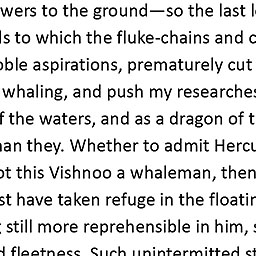 wers to the ground—so the last l
ls to which the fluke-chains and c
oble aspirations, prematurely cut
whaling, and push my researches
f the waters, and as a dragon of t
nan they. Whether to admit Hercu
ot this Vishnoo a whaleman, then
st have taken refuge in the floatin
still more reprehensible in him, s
d fleetness. Such unintermitted st